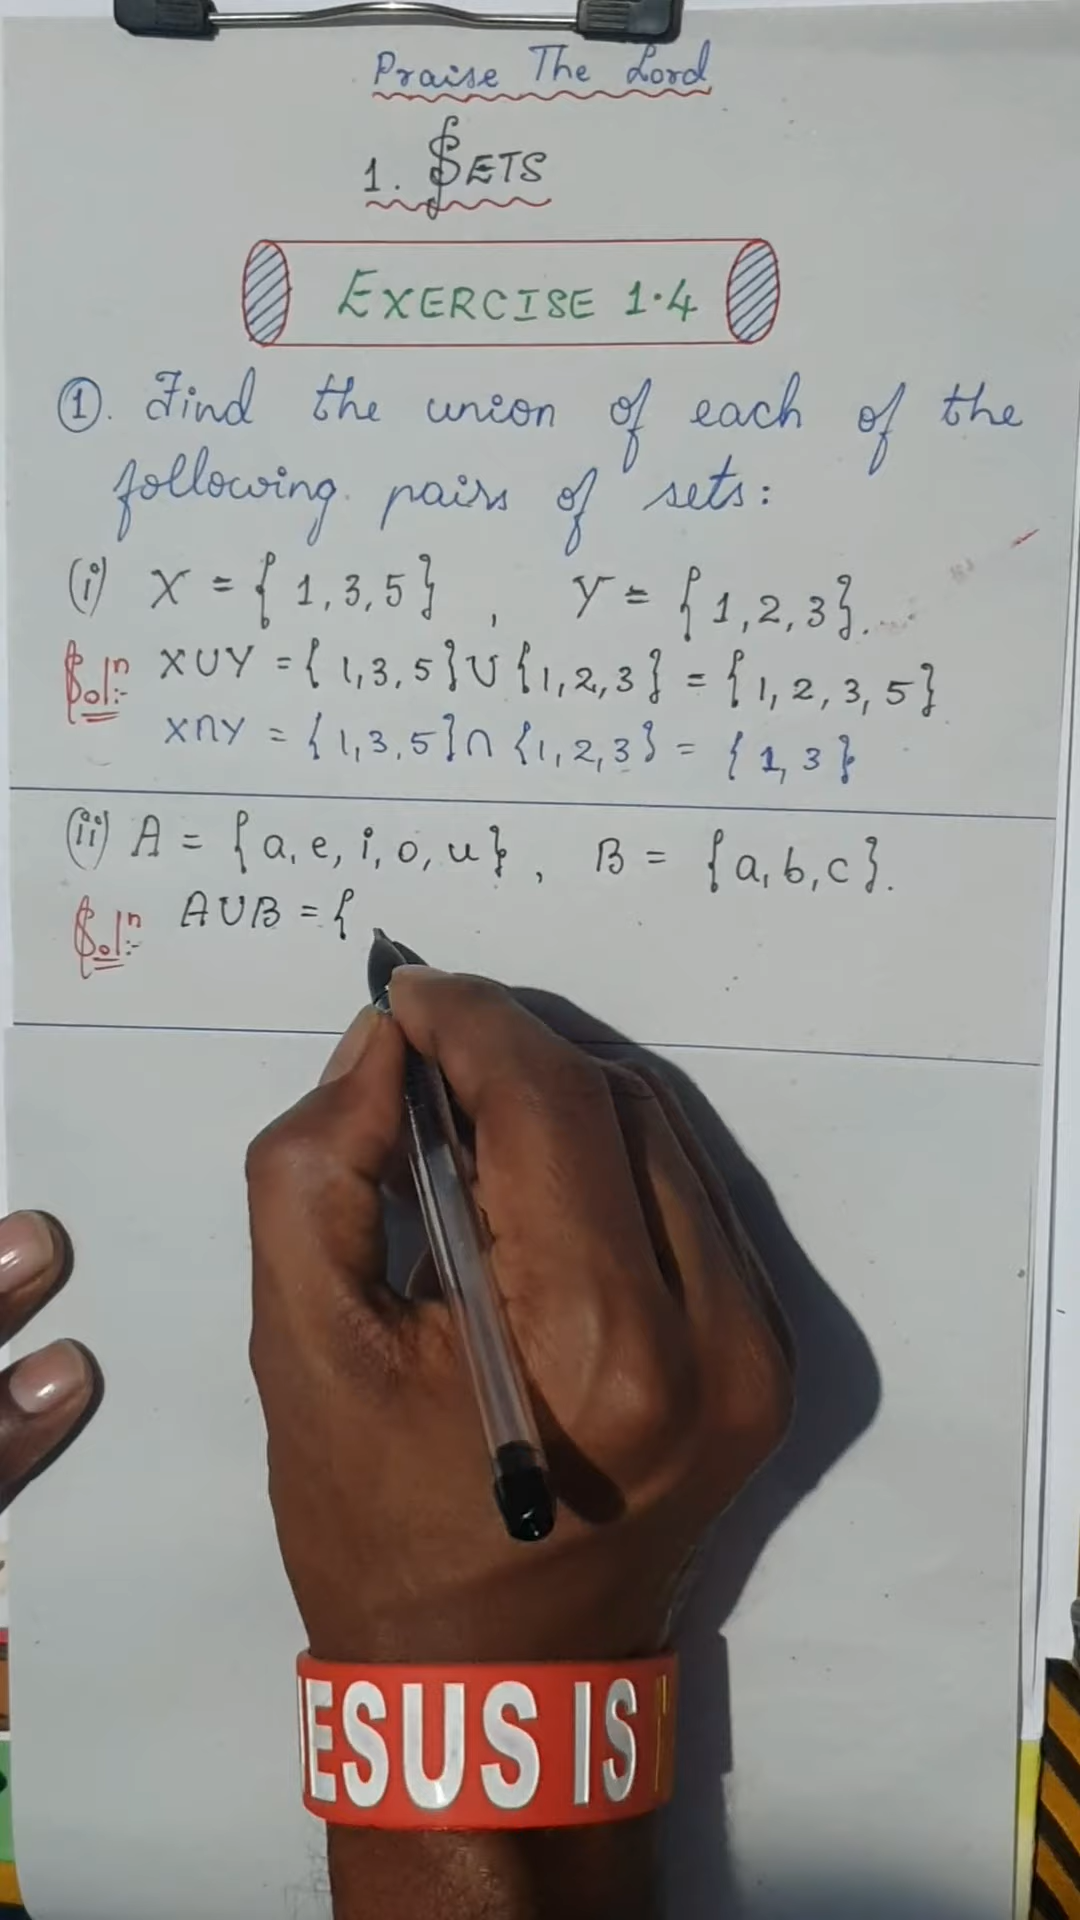 Praise The Lord
1. SETS
EXERCISE 1.4
①. Find the union of each of the
following pairs of sets:
(i) X = { 1, 3, 5 } , Y = { 1, 2, 3 }.
Solⁿ:- X∪Y = { 1, 3, 5 } ∪ { 1, 2, 3 } = { 1, 2, 3, 5 }
X∩Y = { 1, 3, 5 } ∩ { 1, 2, 3 } = { 1, 3 }
(ii) A = { a, e, i, o, u } , B = { a, b, c }.
Solⁿ:- A∪B = {
ESUS IS